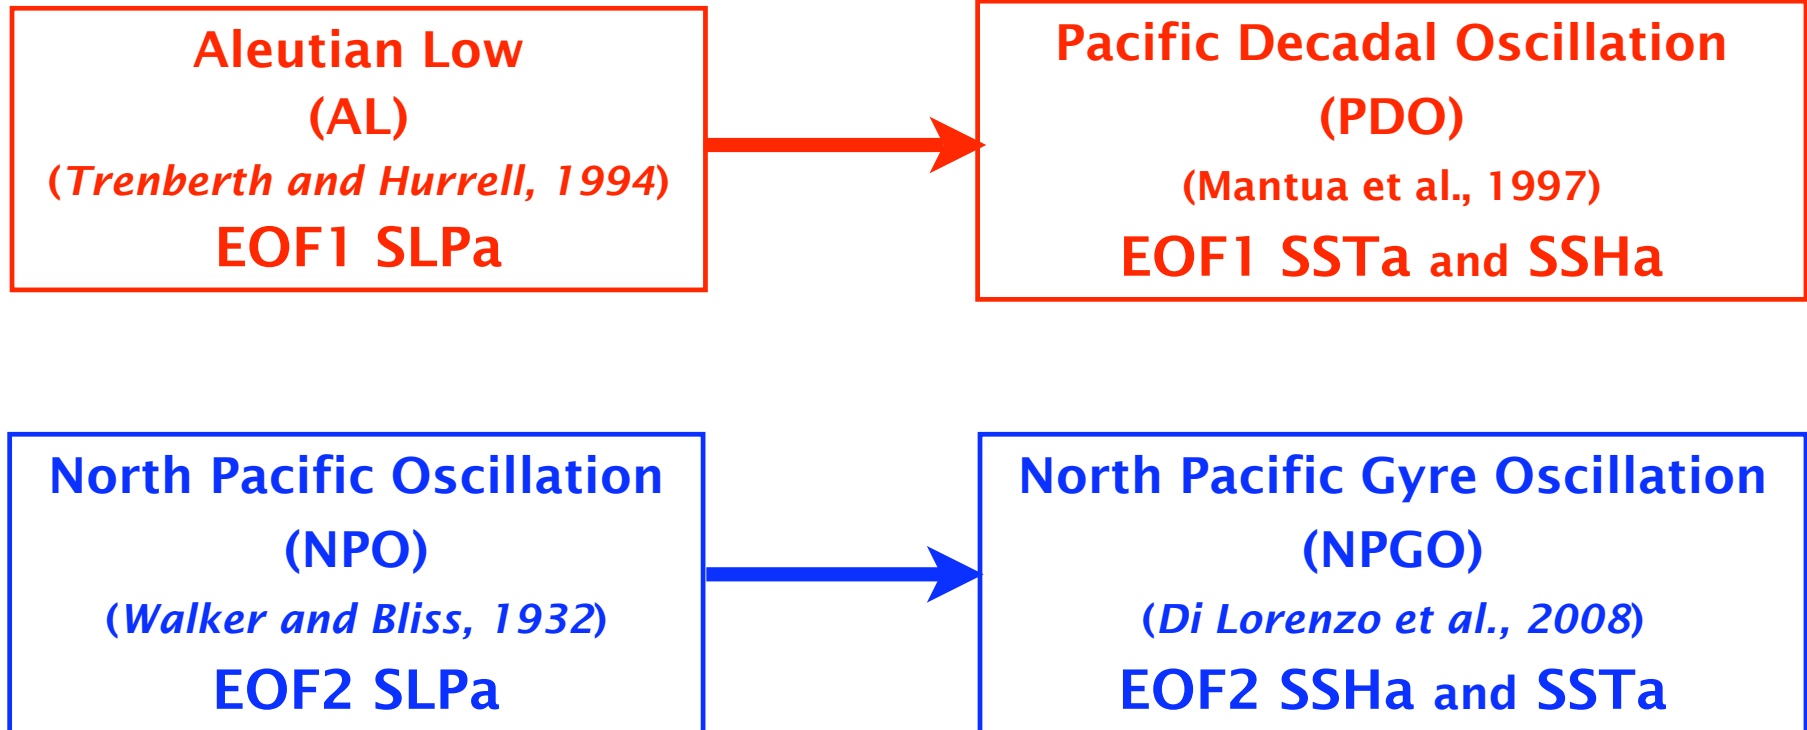 Aleutian Low
(AL)
(Trenberth and Hurrell, 1994)
EOF1 SLPa
Pacific Decadal Oscillation
(PDO)
(Mantua et al., 1997)
EOF1 SSTa and SSHa
North Pacific Oscillation
(NPO)
(Walker and Bliss, 1932)
EOF2 SLPa
North Pacific Gyre Oscillation
(NPGO)
(Di Lorenzo et al., 2008)
EOF2 SSHa and SSTa